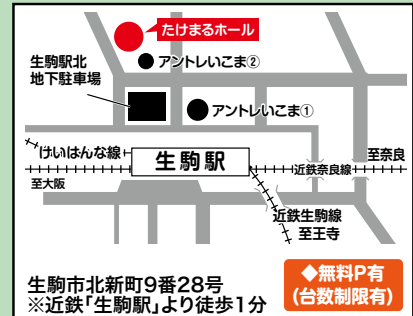 たけまるホール
アントレいこま②
生駒駅北
地下駐車場
アントレいこま①
けいはんな線
生駒駅
至奈良
近鉄奈良線
至大阪
近鉄生駒線
至王寺
生駒市北新町9番28号
※近鉄「生駒駅」より徒歩1分
◆無料P有
(台数制限有)